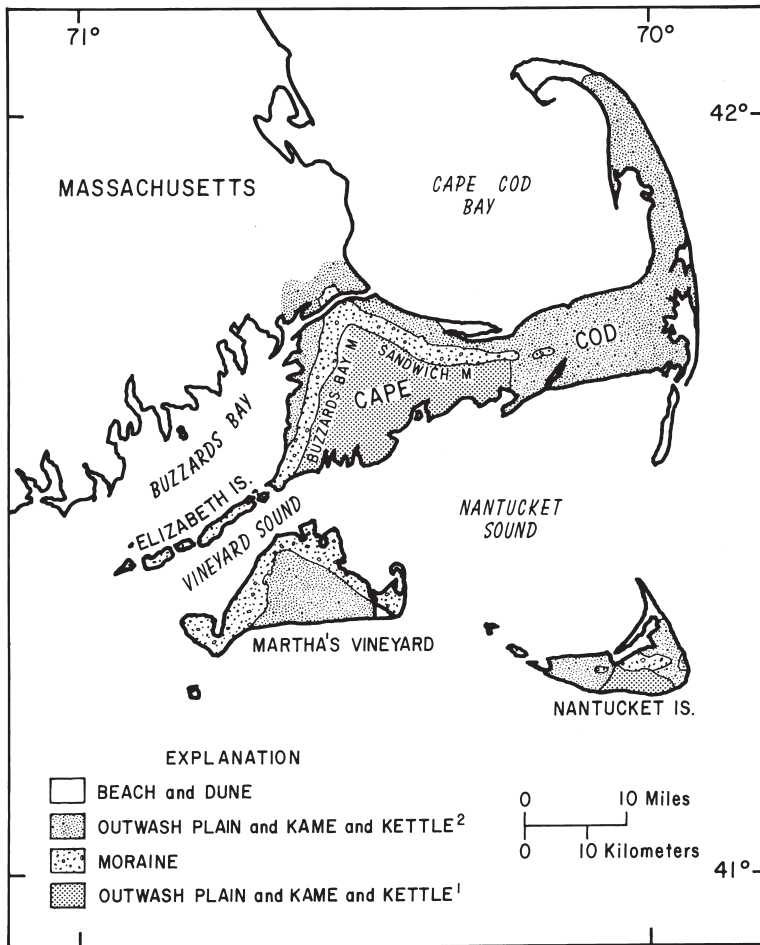 71°
70°
42°
MASSACHUSETTS
CAPE COD
BAY
COD
SANDWICH M
BUZZARDS BAY M
CAPE
BUZZARDS BAY
ELIZABETH IS.
VINEYARD SOUND
NANTUCKET
SOUND
MARTHA'S VINEYARD
NANTUCKET IS.
EXPLANATION
BEACH and DUNE
OUTWASH PLAIN and KAME and KETTLE²
MORAINE
OUTWASH PLAIN and KAME and KETTLE¹
0 10 Miles
0 10 Kilometers
41°